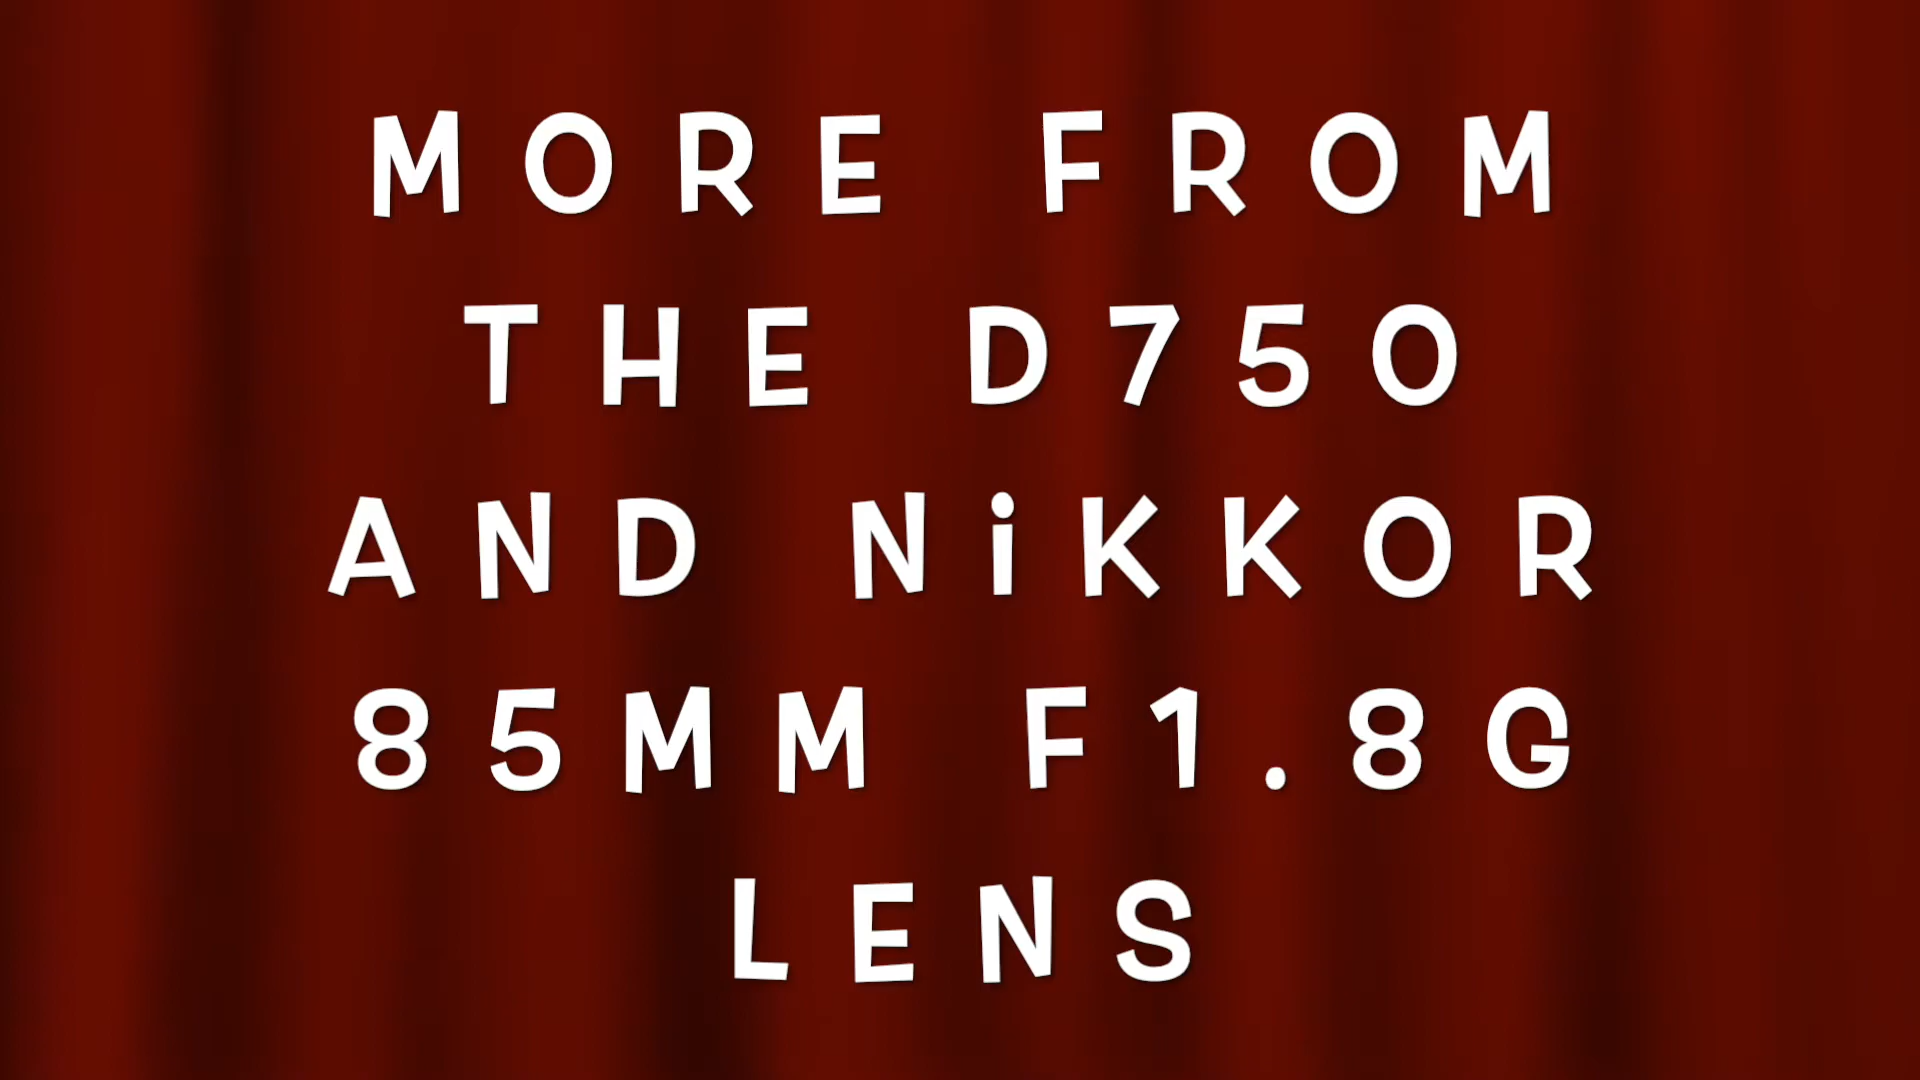 MORE FROM
THE D750
AND NiKKOR
85MM F1.8G
LENS